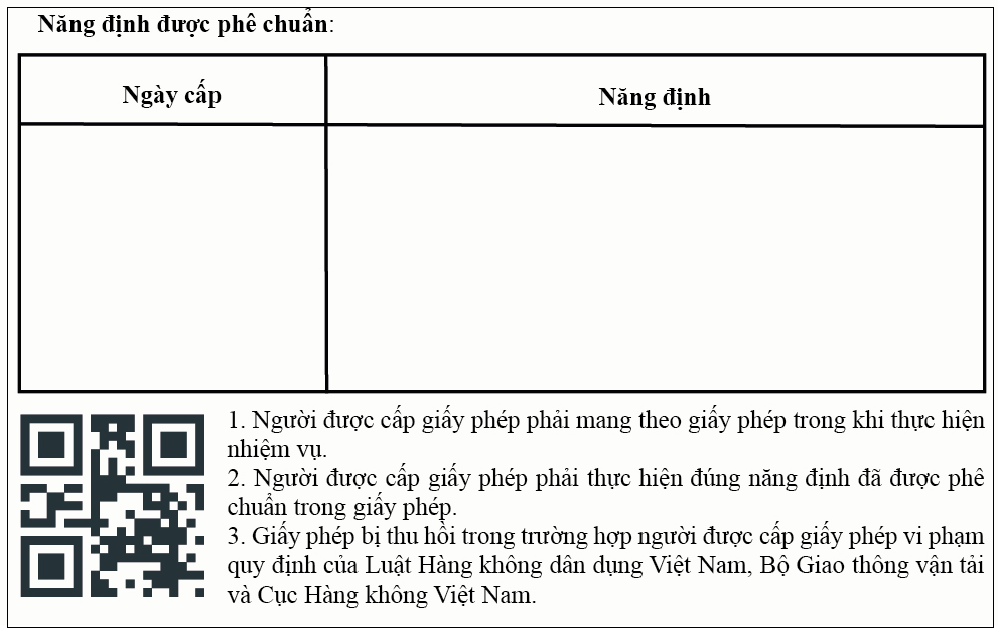 Năng định được phê chuẩn:
Ngày cấp
Năng định
1. Người được cấp giấy phép phải mang theo giấy phép trong khi thực hiện
nhiệm vụ.
2. Người được cấp giấy phép phải thực hiện đúng năng định đã được phê
chuẩn trong giấy phép.
3. Giấy phép bị thu hồi trong trường hợp người được cấp giấy phép vi phạm
quy định của Luật Hàng không dân dụng Việt Nam, Bộ Giao thông vận tải
và Cục Hàng không Việt Nam.